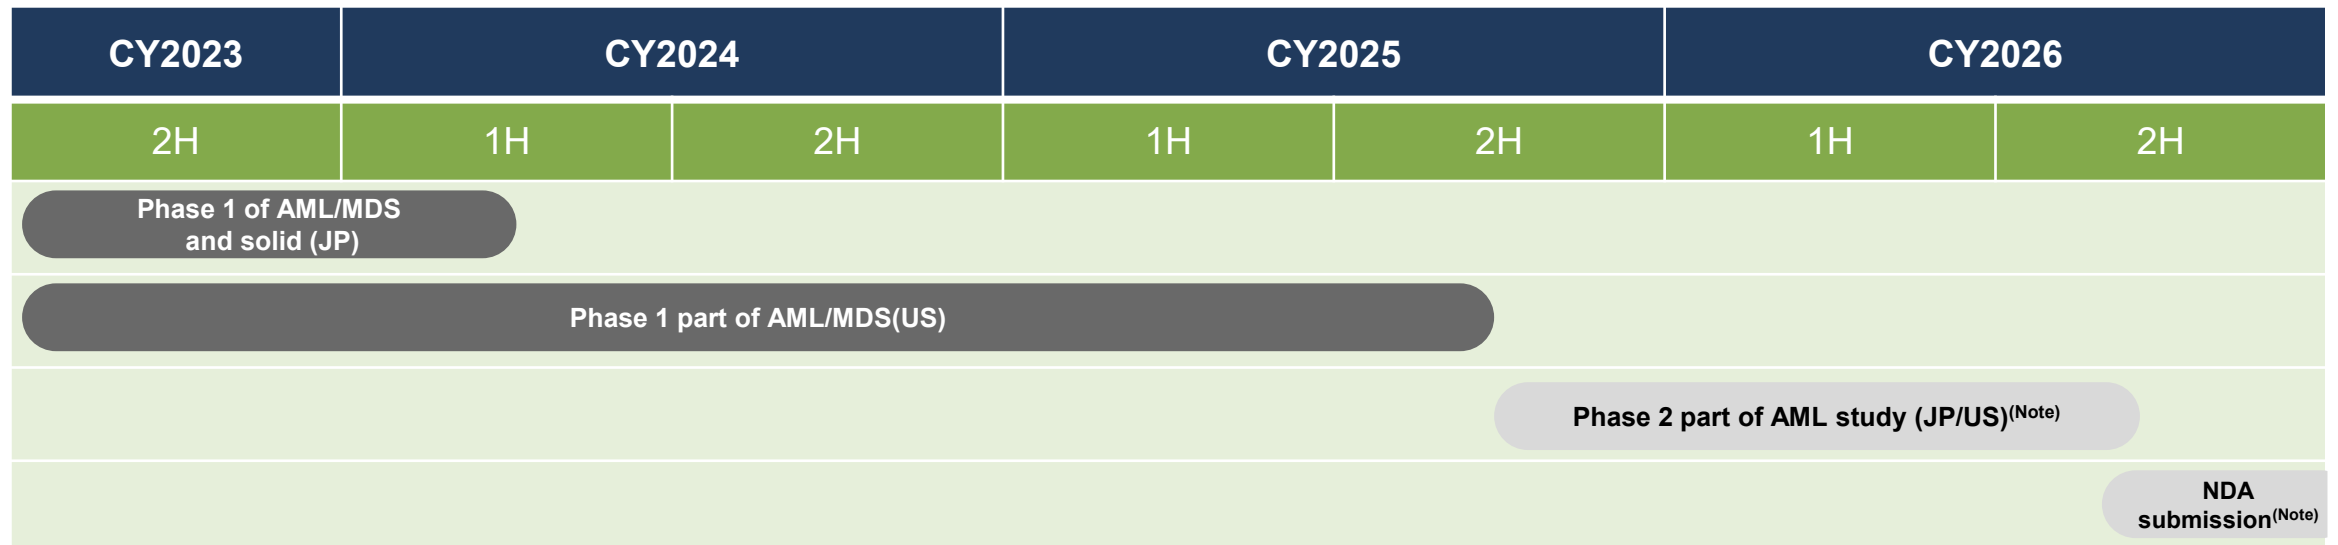 CY2023 CY2024 CY2025 CY2026
2H 1H 2H 1H 2H 1H 2H
Phase 1 of AML/MDS
and solid (JP)
Phase 1 part of AML/MDS(US)
Phase 2 part of AML study (JP/US)(Note)
NDA
submission(Note)